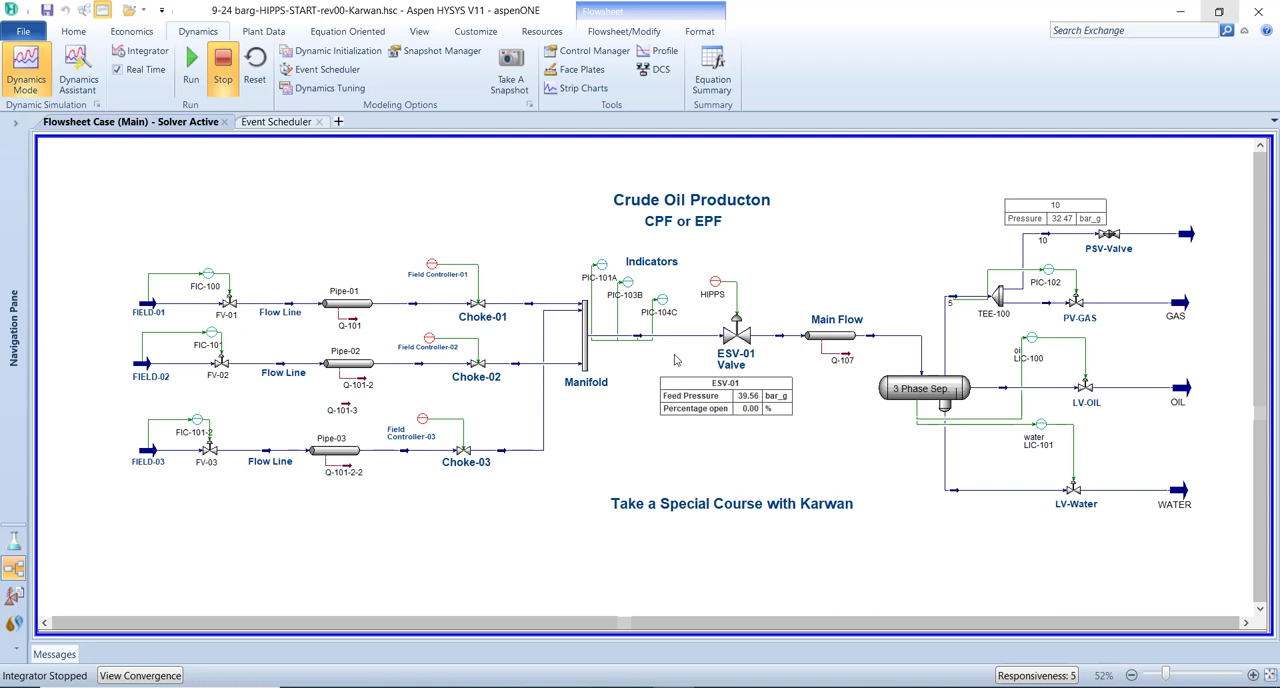 9-24 barg-HIPPS-START-rev00-Karwan.hsc - Aspen HYSYS V11 - aspenONE
Flowsheet
File Home Economics Dynamics Plant Data Equation Oriented View Customize Resources Flowsheet/Modify Format
Search Exchange
Dynamics Mode
Dynamics Assistant
Integrator
Real Time
Run
Stop
Reset
Dynamic Initialization
Snapshot Manager
Event Scheduler
Dynamics Tuning
Take A Snapshot
Control Manager
Profile
Face Plates
DCS
Strip Charts
Equation Summary
Dynamic Simulation
Run
Modeling Options
Tools
Summary
Flowsheet Case (Main) - Solver Active
Event Scheduler
Navigation Pane
Crude Oil Producton
CPF or EPF
Indicators
FIC-100
FIELD-01
FV-01
Flow Line
Pipe-01
Q-101
Field Controller-01
Choke-01
FIC-101
FIELD-02
FV-02
Flow Line
Pipe-02
Q-101-2
Field Controller-02
Choke-02
Q-101-3
FIC-101-2
FIELD-03
FV-03
Flow Line
Pipe-03
Q-101-2-2
Field
Controller-03
Choke-03
Manifold
PIC-101A
PIC-103B
PIC-104C
HIPPS
ESV-01
Valve
ESV-01
Feed Pressure 39.56 bar_g
Percentage open 0.00 %
Main Flow
Q-107
3 Phase Sep.
10
Pressure 32.47 bar_g
10
PSV-Valve
5
TEE-100
PIC-102
PV-GAS
GAS
oil
LIC-100
LV-OIL
OIL
water
LIC-101
LV-Water
WATER
Take a Special Course with Karwan
Messages
Integrator Stopped
View Convergence
Responsiveness: 5
52%